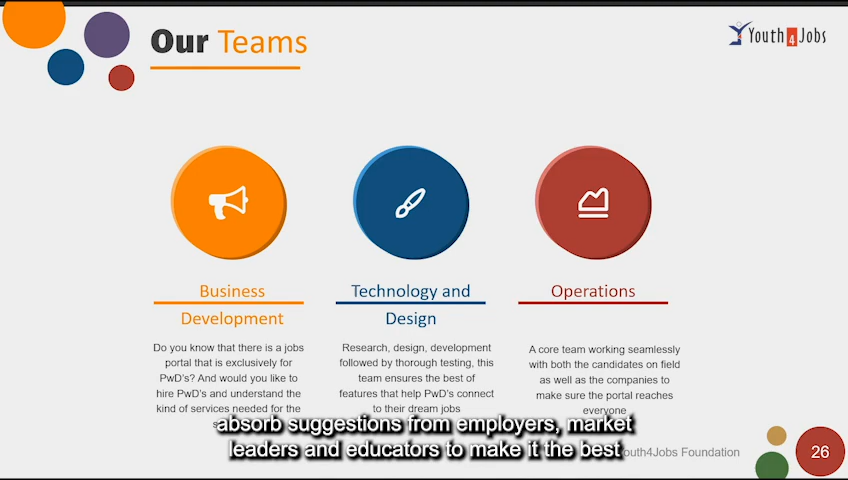 Our Teams
Youth4Jobs
Business
Development
Technology and
Design
Operations
Do you know that there is a jobs
portal that is exclusively for
PwD's? And would you like to
hire PwD's and understand the
kind of services needed for the
Research, design, development
followed by thorough testing, this
team ensures the best of
features that help PwD's connect
to their dream jobs
A core team working seamlessly
with both the candidates on field
as well as the companies to
make sure the portal reaches
everyone
absorb suggestions from employers, market
leaders and educators to make it the best
Youth4Jobs Foundation
26